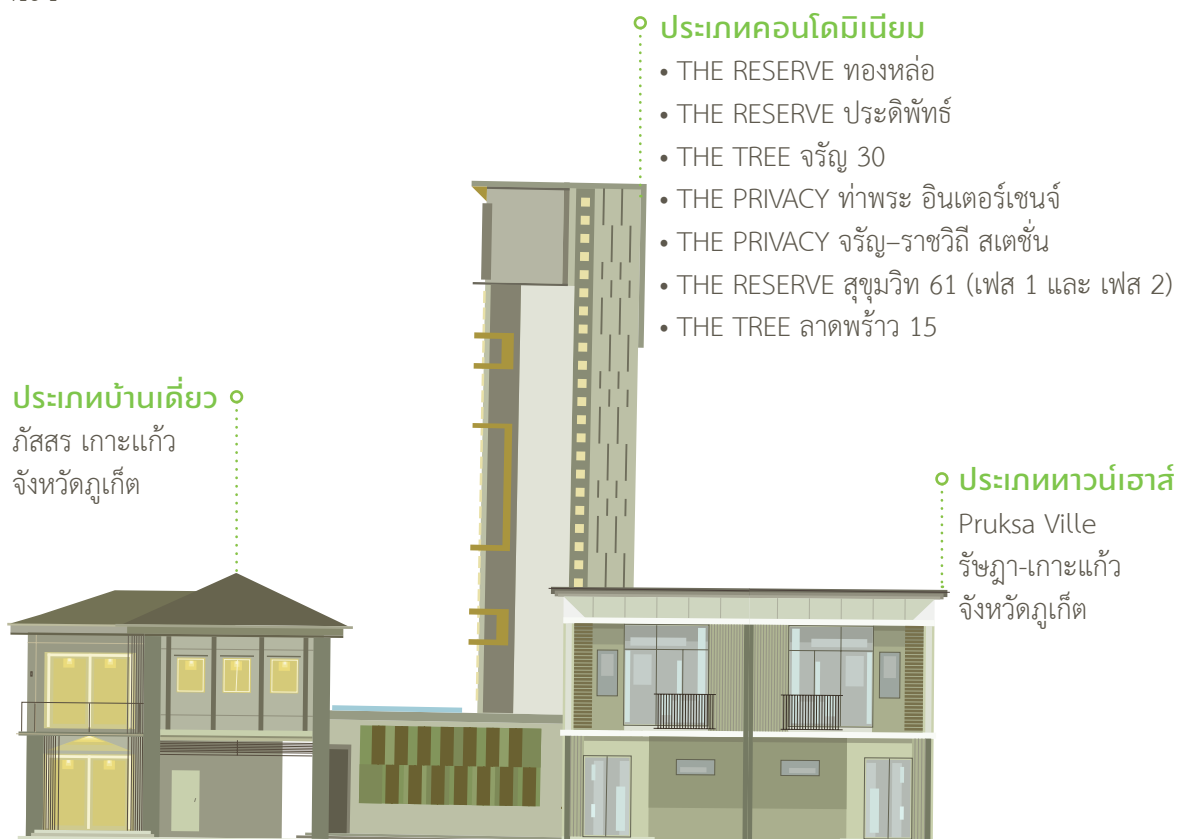 ประเภทคอนโดมิเนียม
• THE RESERVE ทองหล่อ
• THE RESERVE ประดิพัทธ์
• THE TREE จรัญ 30
• THE PRIVACY ท่าพระ อินเตอร์เชนจ์
• THE PRIVACY จรัญ–ราชวิถี สเตชั่น
• THE RESERVE สุขุมวิท 61 (เฟส 1 และ เฟส 2)
• THE TREE ลาดพร้าว 15
ประเภทบ้านเดี่ยว
ภัสสร เกาะแก้ว
จังหวัดภูเก็ต
ประเภททาวน์เฮาส์
Pruksa Ville
รัษฎา-เกาะแก้ว
จังหวัดภูเก็ต